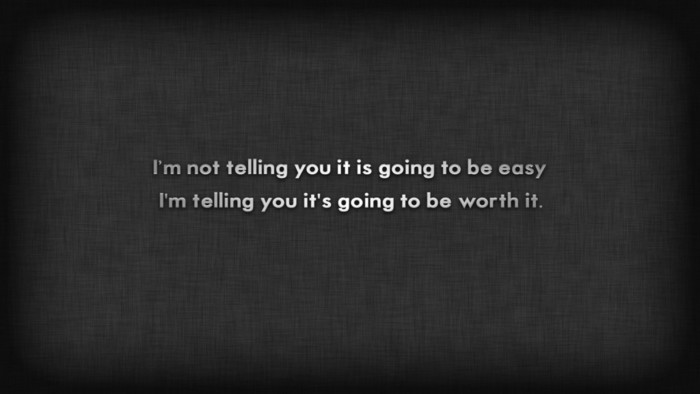 I'm not telling you it is going to be easy
I'm telling you it's going to be worth it.